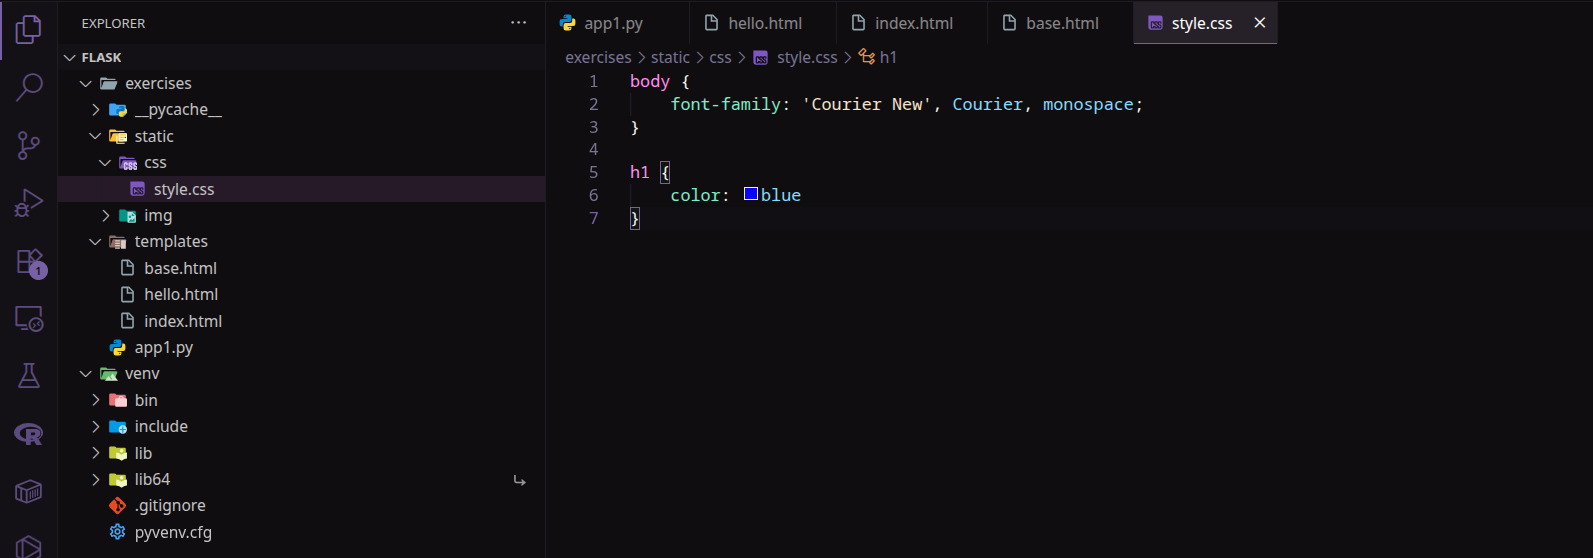 EXPLORER
FLASK
exercises
__pycache__
static
css
style.css
img
templates
base.html
hello.html
index.html
app1.py
venv
bin
include
lib
lib64
.gitignore
pyvenv.cfg
1
app1.py hello.html index.html base.html style.css
exercises > static > css > style.css > h1
1 body {
2     font-family: 'Courier New', Courier, monospace;
3 }
4
5 h1 {
6     color: blue
7 }